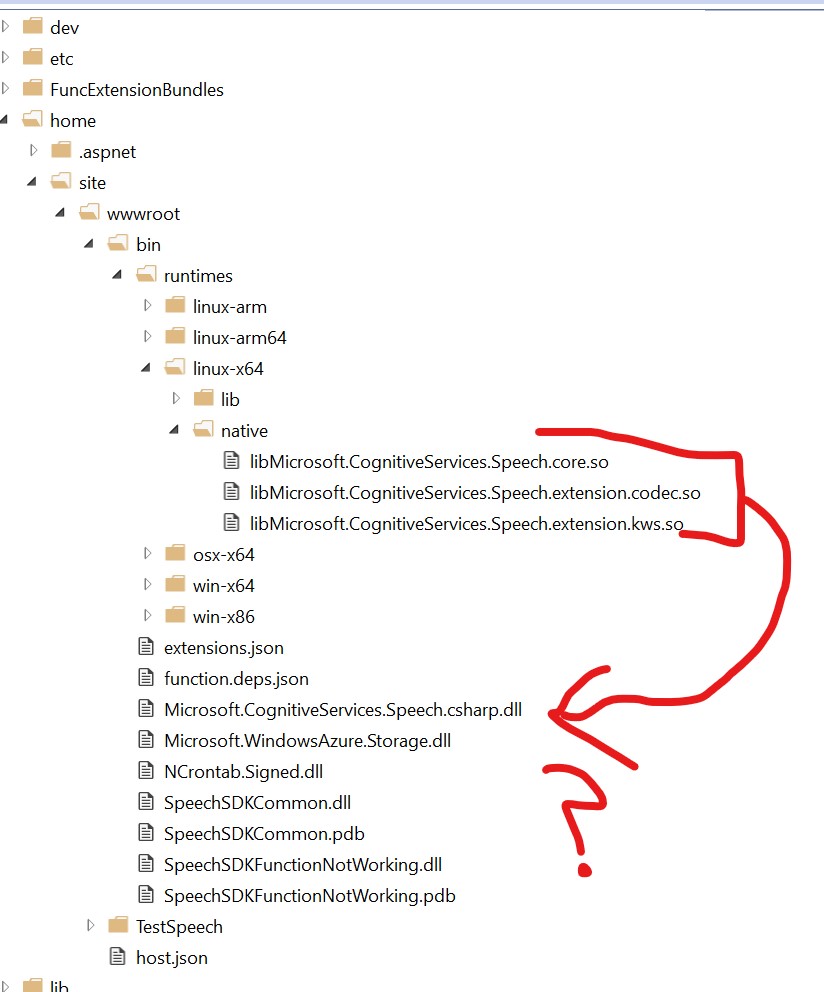 dev
etc
FuncExtensionBundles
home
.aspnet
site
wwwroot
bin
runtimes
linux-arm
linux-arm64
linux-x64
lib
native
libMicrosoft.CognitiveServices.Speech.core.so
libMicrosoft.CognitiveServices.Speech.extension.codec.so
libMicrosoft.CognitiveServices.Speech.extension.kws.so
osx-x64
win-x64
win-x86
extensions.json
function.deps.json
Microsoft.CognitiveServices.Speech.csharp.dll
Microsoft.WindowsAzure.Storage.dll
NCrontab.Signed.dll
?
SpeechSDKCommon.dll
SpeechSDKCommon.pdb
SpeechSDKFunctionNotWorking.dll
SpeechSDKFunctionNotWorking.pdb
TestSpeech
host.json
lib